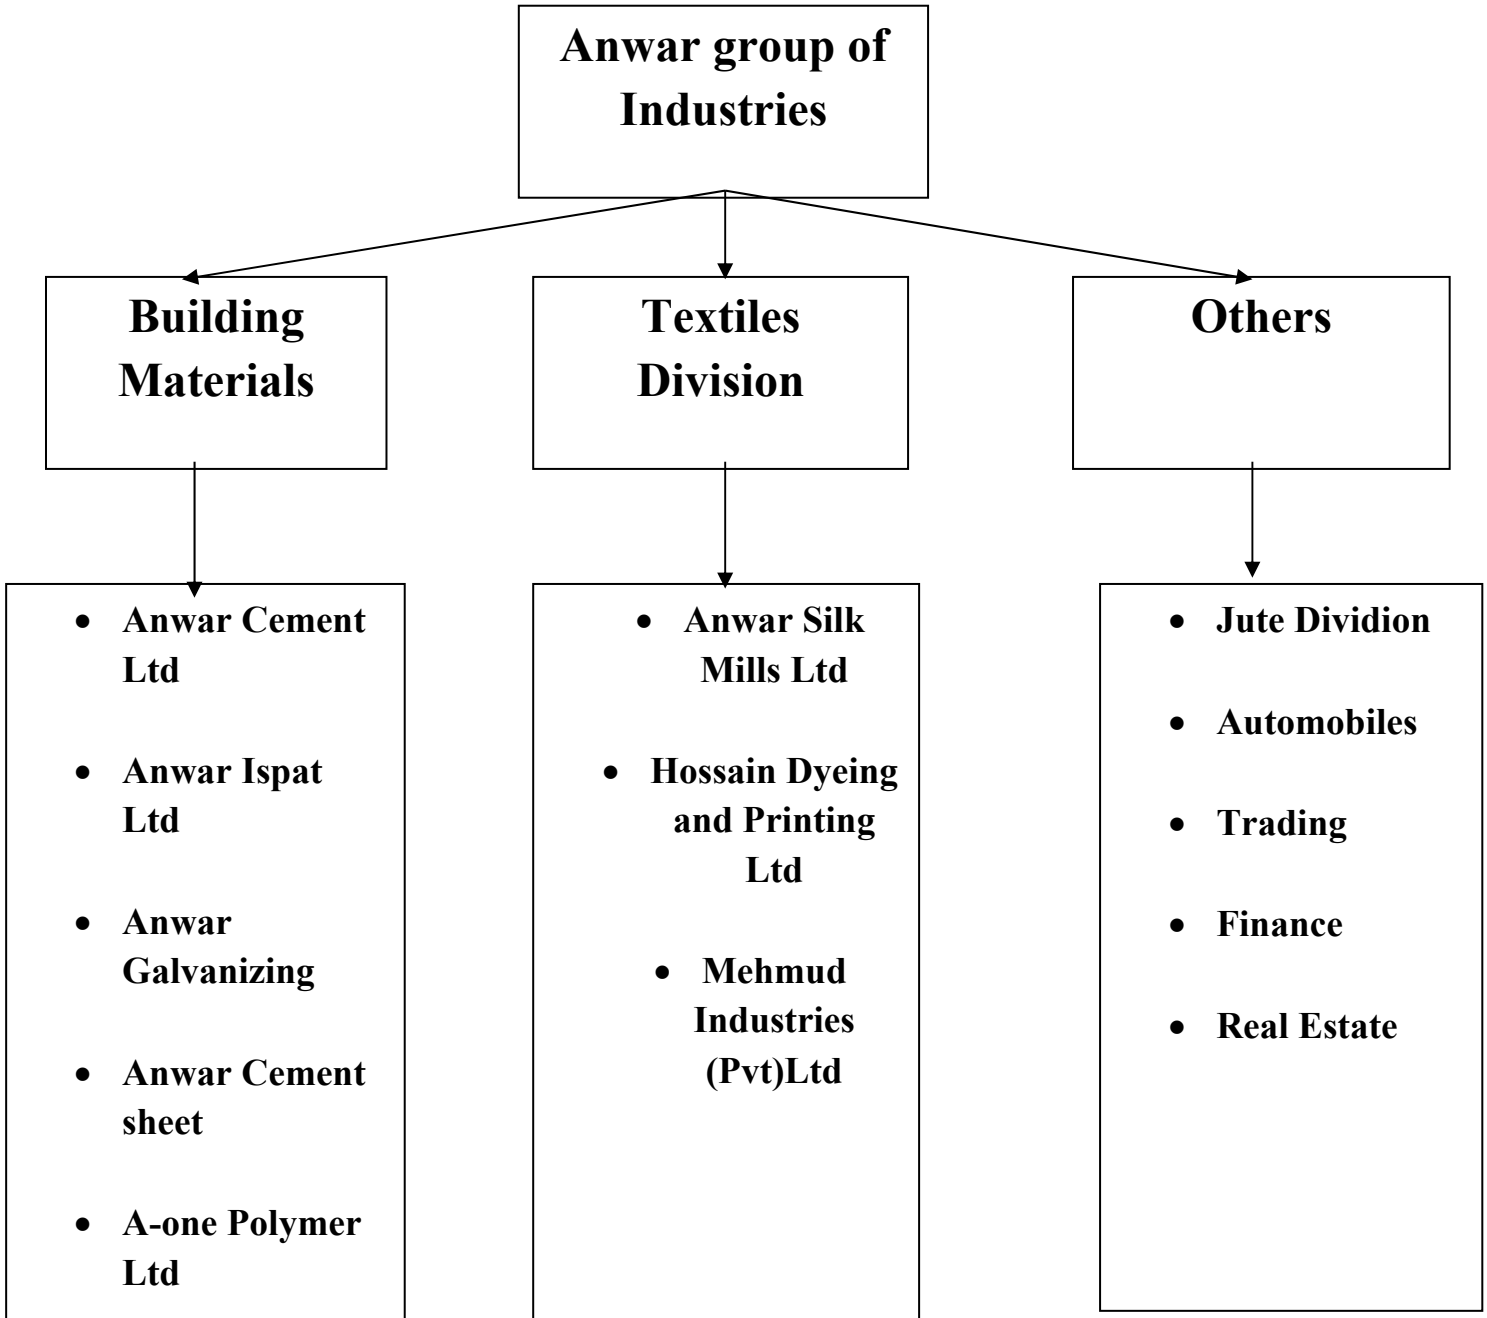 Anwar group of
Industries
Building
Materials
Textiles
Division
Others
• Anwar Cement
Ltd
• Anwar Ispat
Ltd
• Anwar
Galvanizing
• Anwar Cement
sheet
• A-one Polymer
Ltd
• Anwar Silk
Mills Ltd
• Hossain Dyeing
and Printing
Ltd
• Mehmud
Industries
(Pvt)Ltd
• Jute Dividion
• Automobiles
• Trading
• Finance
• Real Estate